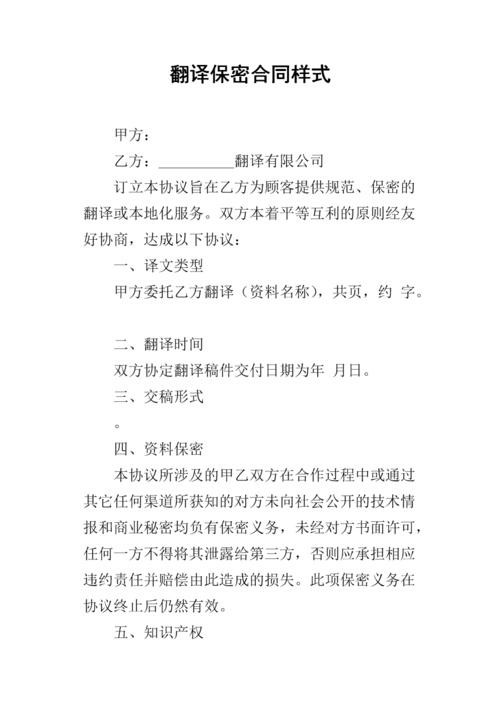 翻译保密合同样式
甲方：
乙方：__________翻译有限公司
订立本协议旨在乙方为顾客提供规范、保密的
翻译或本地化服务。双方本着平等互利的原则经友
好协商，达成以下协议：
一、译文类型
甲方委托乙方翻译（资料名称），共页，约 字。
二、翻译时间
双方协定翻译稿件交付日期为年 月日。
三、交稿形式
。
四、资料保密
本协议所涉及的甲乙双方在合作过程中或通过
其它任何渠道所获知的对方未向社会公开的技术情
报和商业秘密均负有保密义务，未经对方书面许可，
任何一方不得将其泄露给第三方，否则应承担相应
违约责任并赔偿由此造成的损失。此项保密义务在
协议终止后仍然有效。
五、知识产权